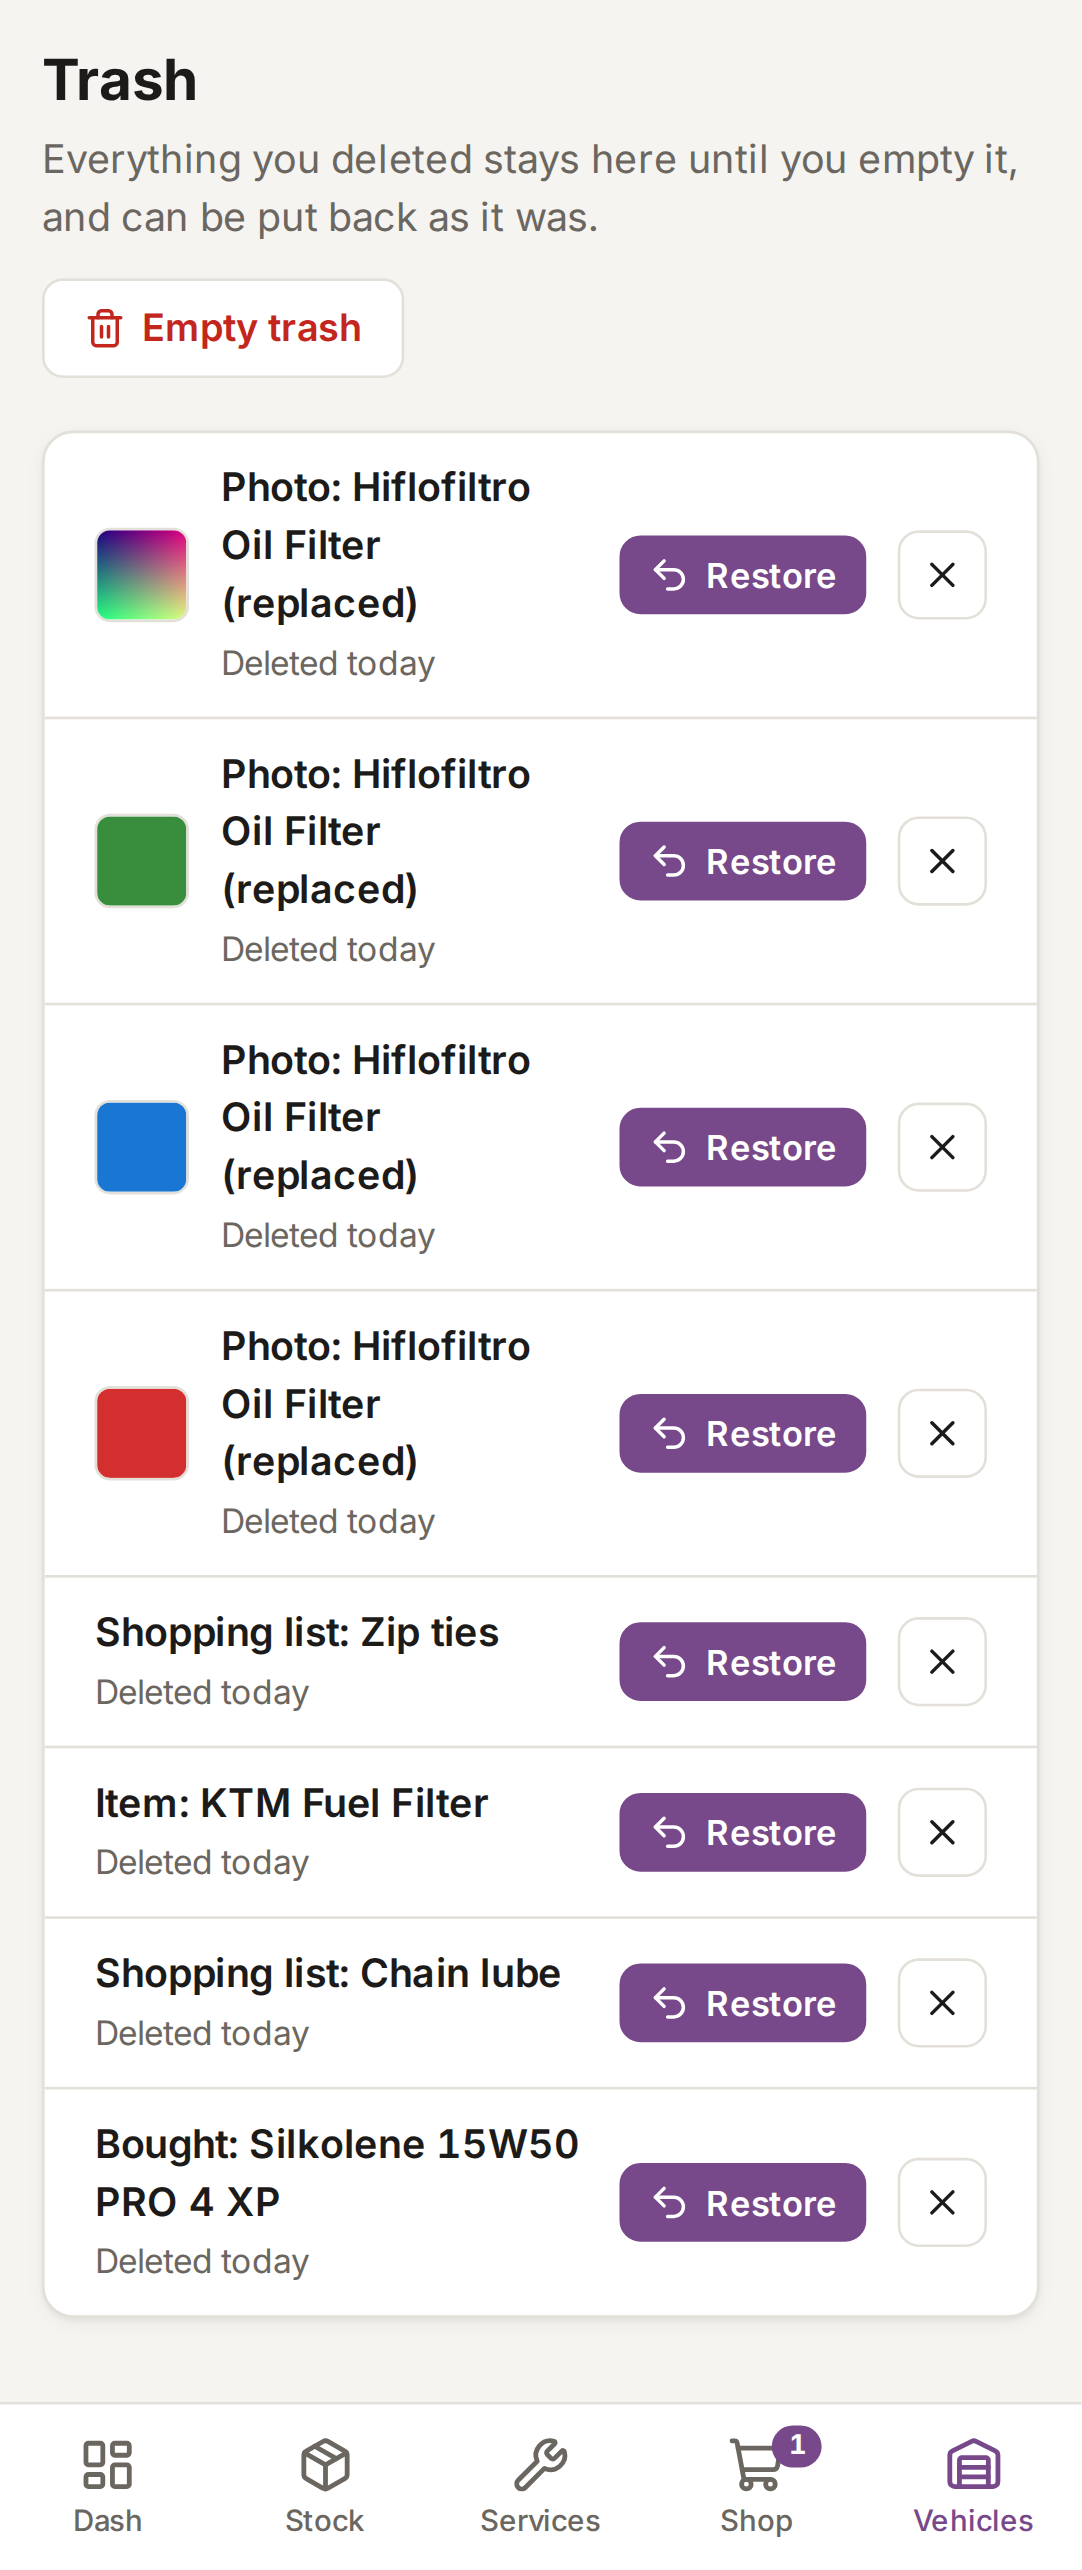 Trash
Everything you deleted stays here until you empty it,
and can be put back as it was.
Empty trash
Photo: Hiflofiltro
Oil Filter
(replaced)
Deleted today
Restore
Photo: Hiflofiltro
Oil Filter
(replaced)
Deleted today
Restore
Photo: Hiflofiltro
Oil Filter
(replaced)
Deleted today
Restore
Photo: Hiflofiltro
Oil Filter
(replaced)
Deleted today
Restore
Shopping list: Zip ties
Deleted today
Restore
Item: KTM Fuel Filter
Deleted today
Restore
Shopping list: Chain lube
Deleted today
Restore
Bought: Silkolene 15W50
PRO 4 XP
Deleted today
Restore
1
Dash
Stock
Services
Shop
Vehicles